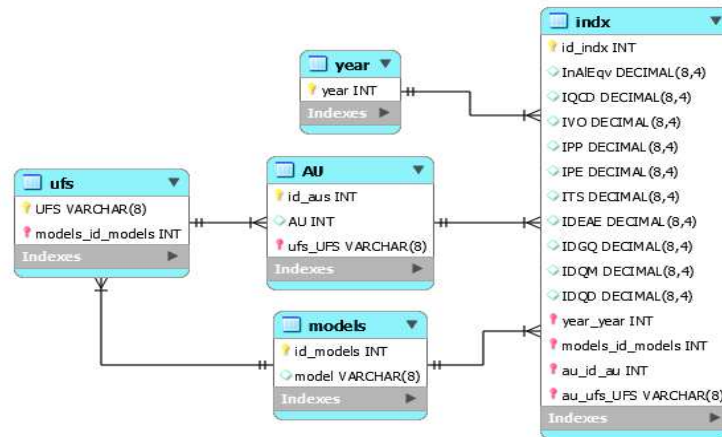 year
year INT
Indexes
ufs
UFS VARCHAR(8)
models_id_models INT
Indexes
AU
id_aus INT
AU INT
ufs_UFS VARCHAR(8)
Indexes
models
id_models INT
model VARCHAR(8)
Indexes
indx
id_indx INT
InAlEqv DECIMAL(8,4)
IQCD DECIMAL(8,4)
IVO DECIMAL(8,4)
IPP DECIMAL(8,4)
IPE DECIMAL(8,4)
ITS DECIMAL(8,4)
IDEAE DECIMAL(8,4)
IDGQ DECIMAL(8,4)
IDQM DECIMAL(8,4)
IDQD DECIMAL(8,4)
year_year INT
models_id_models INT
au_id_au INT
au_ufs_UFS VARCHAR(8)
Indexes